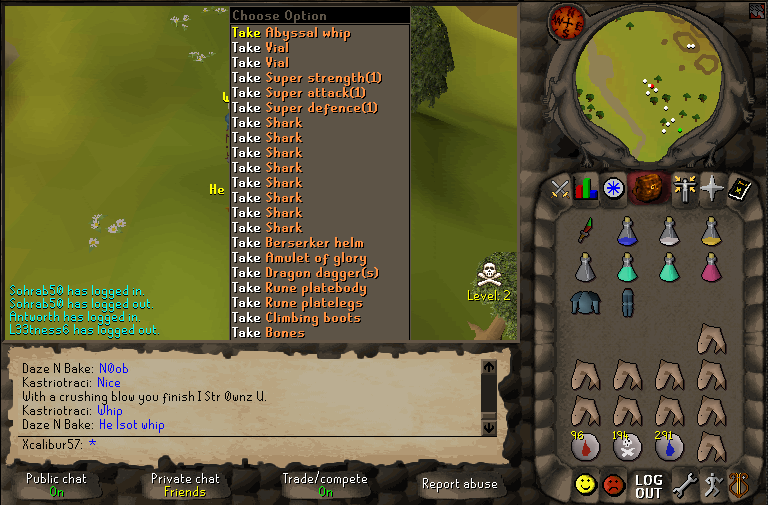 Choose Option
Take Abyssal whip
Take Vial
Take Vial
Take Super strength(1)
Take Super attack(1)
Take Super defence(1)
Take Shark
Take Shark
Take Shark
Take Shark
Take Shark
Take Shark
Take Shark
Take Shark
Take Berserker helm
Take Amulet of glory
Take Dragon dagger(s)
Take Rune platebody
Take Rune platelegs
Take Climbing boots
Take Bones
He
Level: 2
Sohrab50 has logged in.
Sohrab50 has logged out.
Antworth has logged in.
L33tness6 has logged out.
Daze N Bake: N0ob
Kastriotraci: Nice
With a crushing blow you finish I Str 0wnz U.
Kastriotraci: Whip
Daze N Bake: He lsot whip
Xcalibur57: *
96
194
291
Public chat
On
Private chat
Friends
Trade/compete
On
Report abuse
LOG
OUT